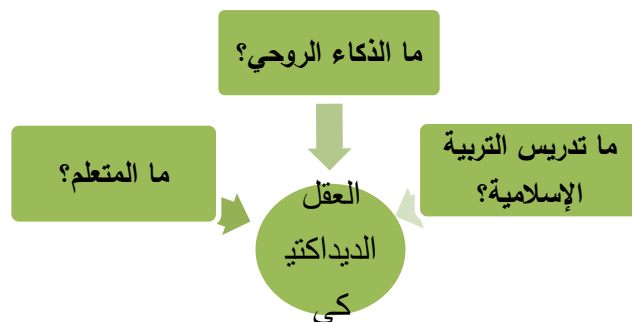 ما الذكاء الروحي؟
ما تدريس التربية
الإسلامية؟
ما المتعلم؟
العقل
الديداكتيـ
كي